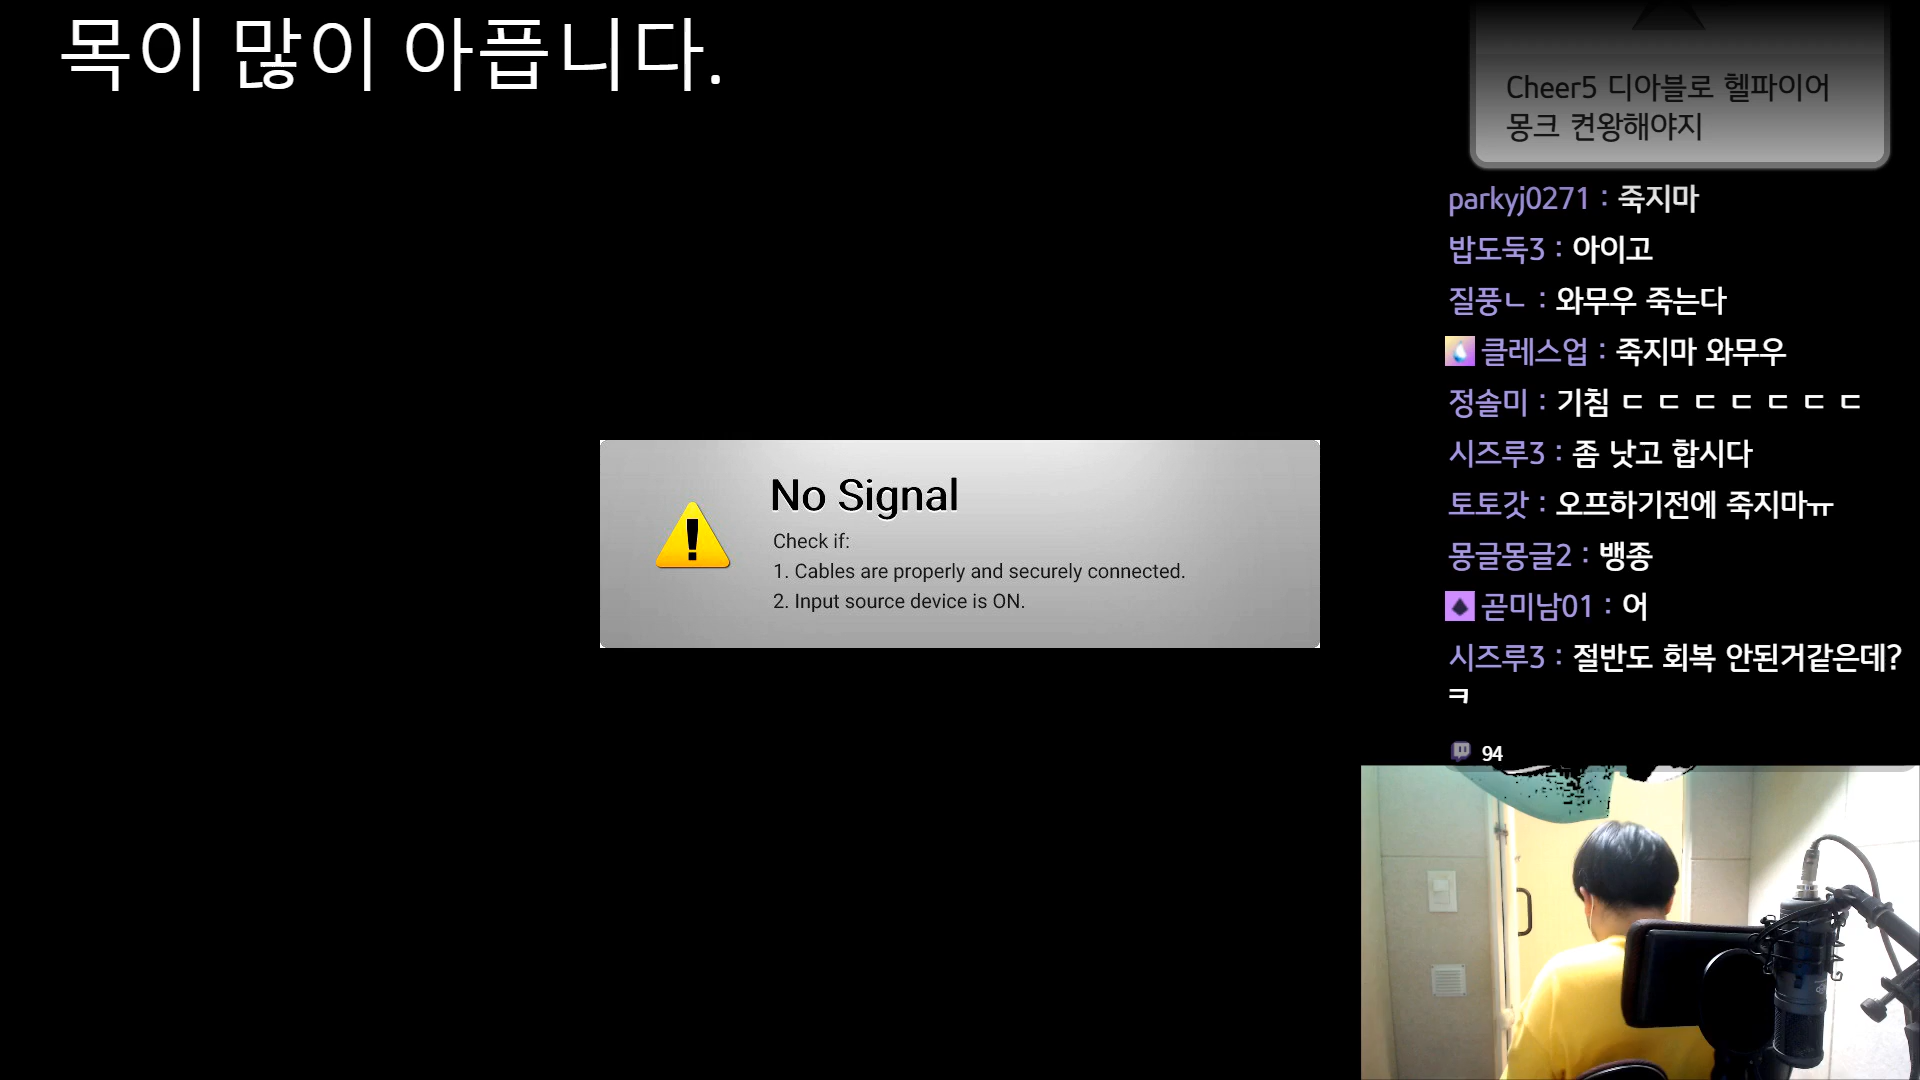 목이 많이 아픕니다.
Cheer5 디아블로 헬파이어
몽크 켠왕해야지
parkyj0271 : 죽지마
밥도둑3 : 아이고
질풍ㄴ : 와무우 죽는다
클레스업 : 죽지마 와무우
정솔미 : 기침 ㄷ ㄷ ㄷ ㄷ ㄷ ㄷ ㄷ
시즈루3 : 좀 낫고 합시다
토토갓 : 오프하기전에 죽지마ㅠ
몽글몽글2 : 뱅종
곧미남01 : 어
시즈루3 : 절반도 회복 안된거같은데?
ㅋ
94
No Signal
Check if:
1. Cables are properly and securely connected.
2. Input source device is ON.